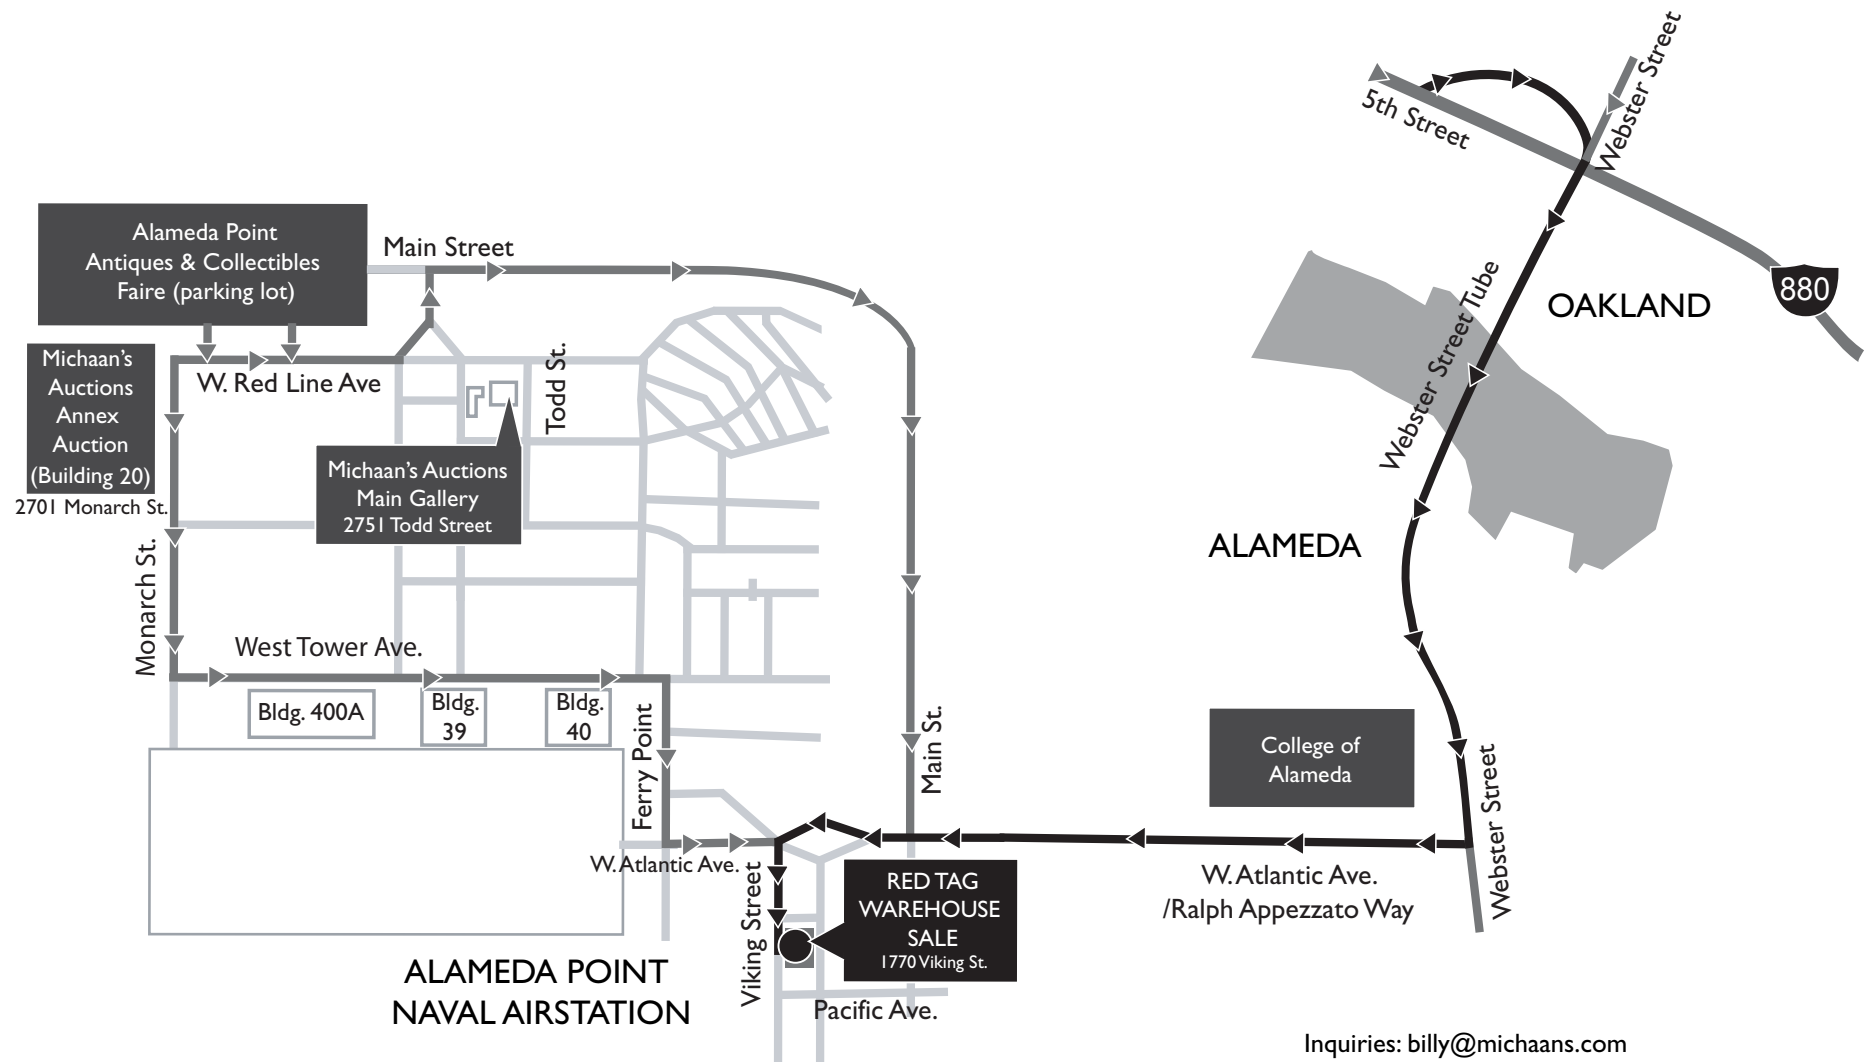 Webster Street
5th Street
880
OAKLAND
Webster Street Tube
Alameda Point
Antiques & Collectibles
Faire (parking lot)
Main Street
Michaan's
Auctions
Annex
Auction
(Building 20)
2701 Monarch St.
W. Red Line Ave
Todd St.
Michaan's Auctions
Main Gallery
2751 Todd Street
ALAMEDA
Monarch St.
West Tower Ave.
Bldg. 400A
Bldg.
39
Bldg.
40
Ferry Point
Main St.
College of
Alameda
Webster Street
W. Atlantic Ave.
Viking Street
RED TAG
WAREHOUSE
SALE
1770 Viking St.
W. Atlantic Ave.
/Ralph Appezzato Way
ALAMEDA POINT
NAVAL AIRSTATION
Pacific Ave.
Inquiries: billy@michaans.com